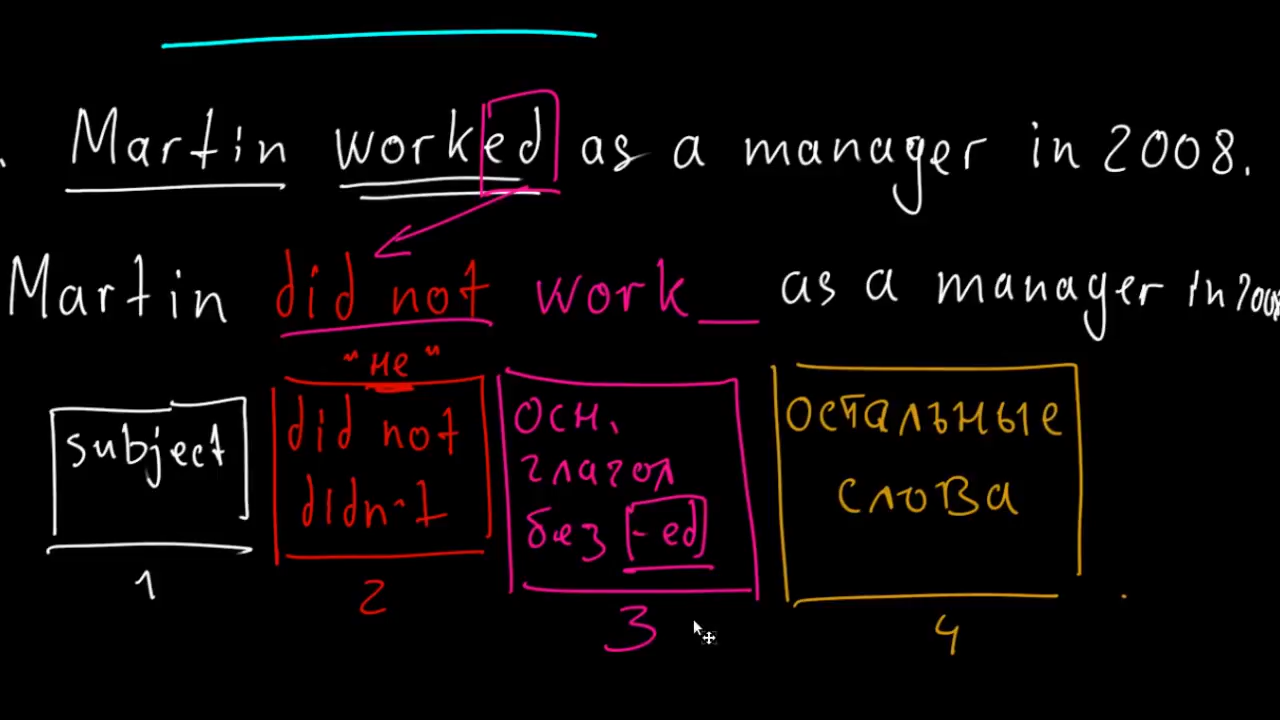 . Martin worked as a manager in 2008.
Martin did not work_ as a manager in 2008
"не"
subject
did not
didn't
осн.
глагол
без -ed
остальные
слова
.
1
2
3
4